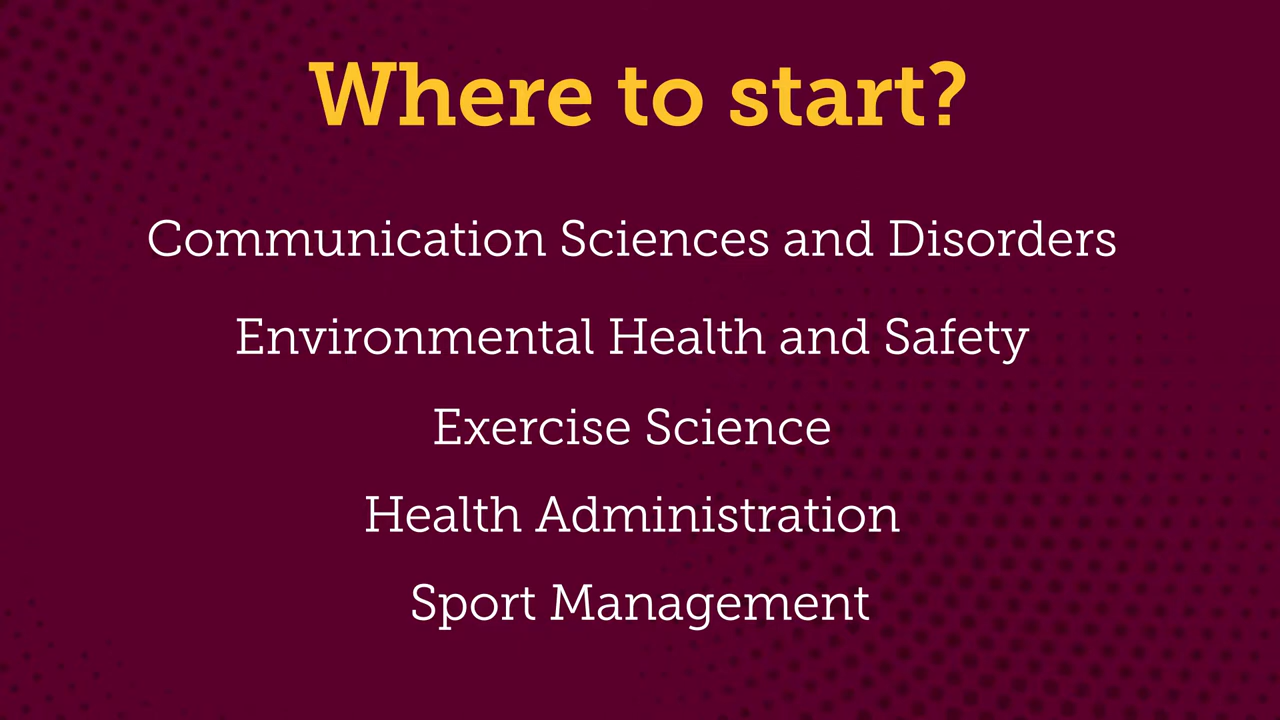 Where to start?
Communication Sciences and Disorders
Environmental Health and Safety
Exercise Science
Health Administration
Sport Management